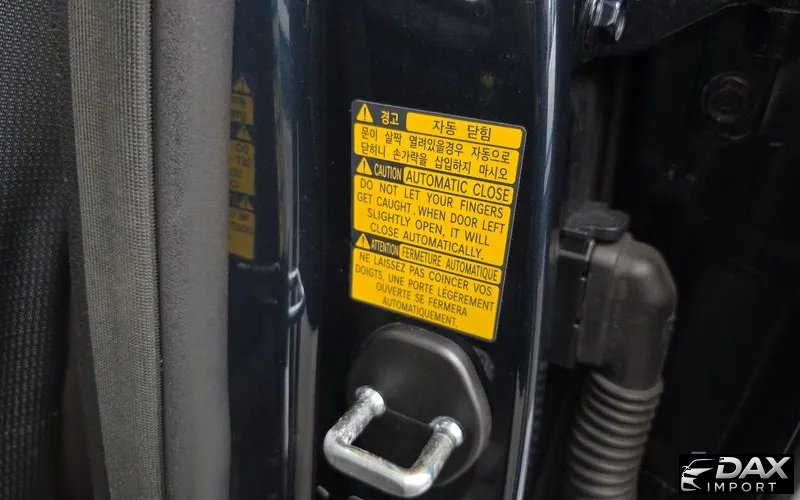 경고 자동 닫힘
문이 살짝 열려있을경우 자동으로
닫히니 손가락을 삽입하지 마시오
CAUTION AUTOMATIC CLOSE
DO NOT LET YOUR FINGERS
GET CAUGHT. WHEN DOOR LEFT
SLIGHTLY OPEN, IT WILL
CLOSE AUTOMATICALLY.
ATTENTION FERMETURE AUTOMATIQUE
NE LAISSEZ PAS COINCER VOS
DOIGTS, UNE PORTE LÉGÈREMENT
OUVERTE SE FERMERA
AUTOMATIQUEMENT.
DAX
IMPORT